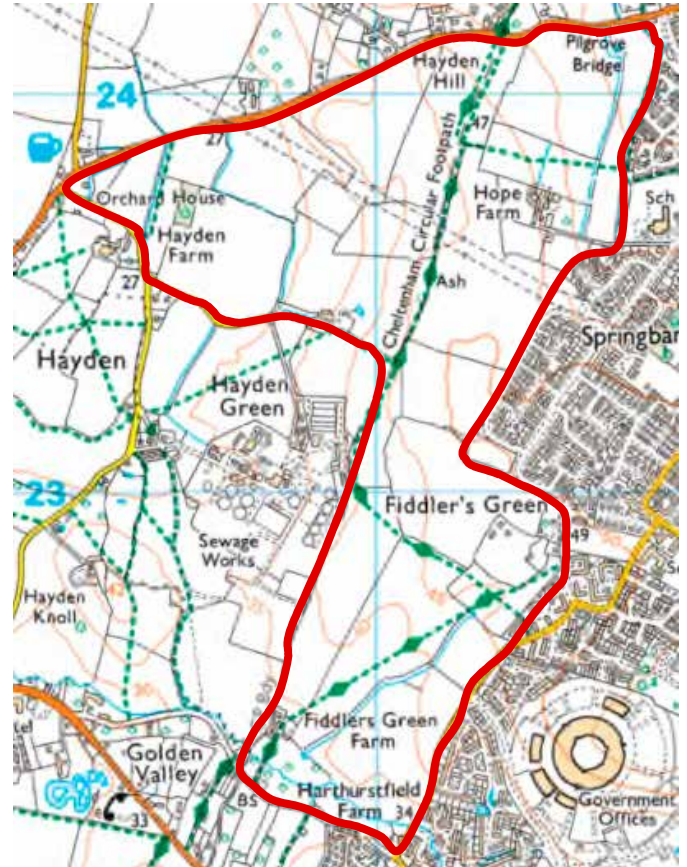 Pilgrove
Bridge
Hayden
Hill
24
27
47
Cheltenham Circular Footpath
Orchard House
Hope
Farm
Sch
Hayden
Farm
27
Ash
Hayden
Springbar
Hayden
Green
23
Fiddler's Green
49
Sewage
Works
Hayden
Knoll
Fiddlers Green
Farm
Golden
Valley
BS
Harthurstfield
Farm
34
33
Government
Offices